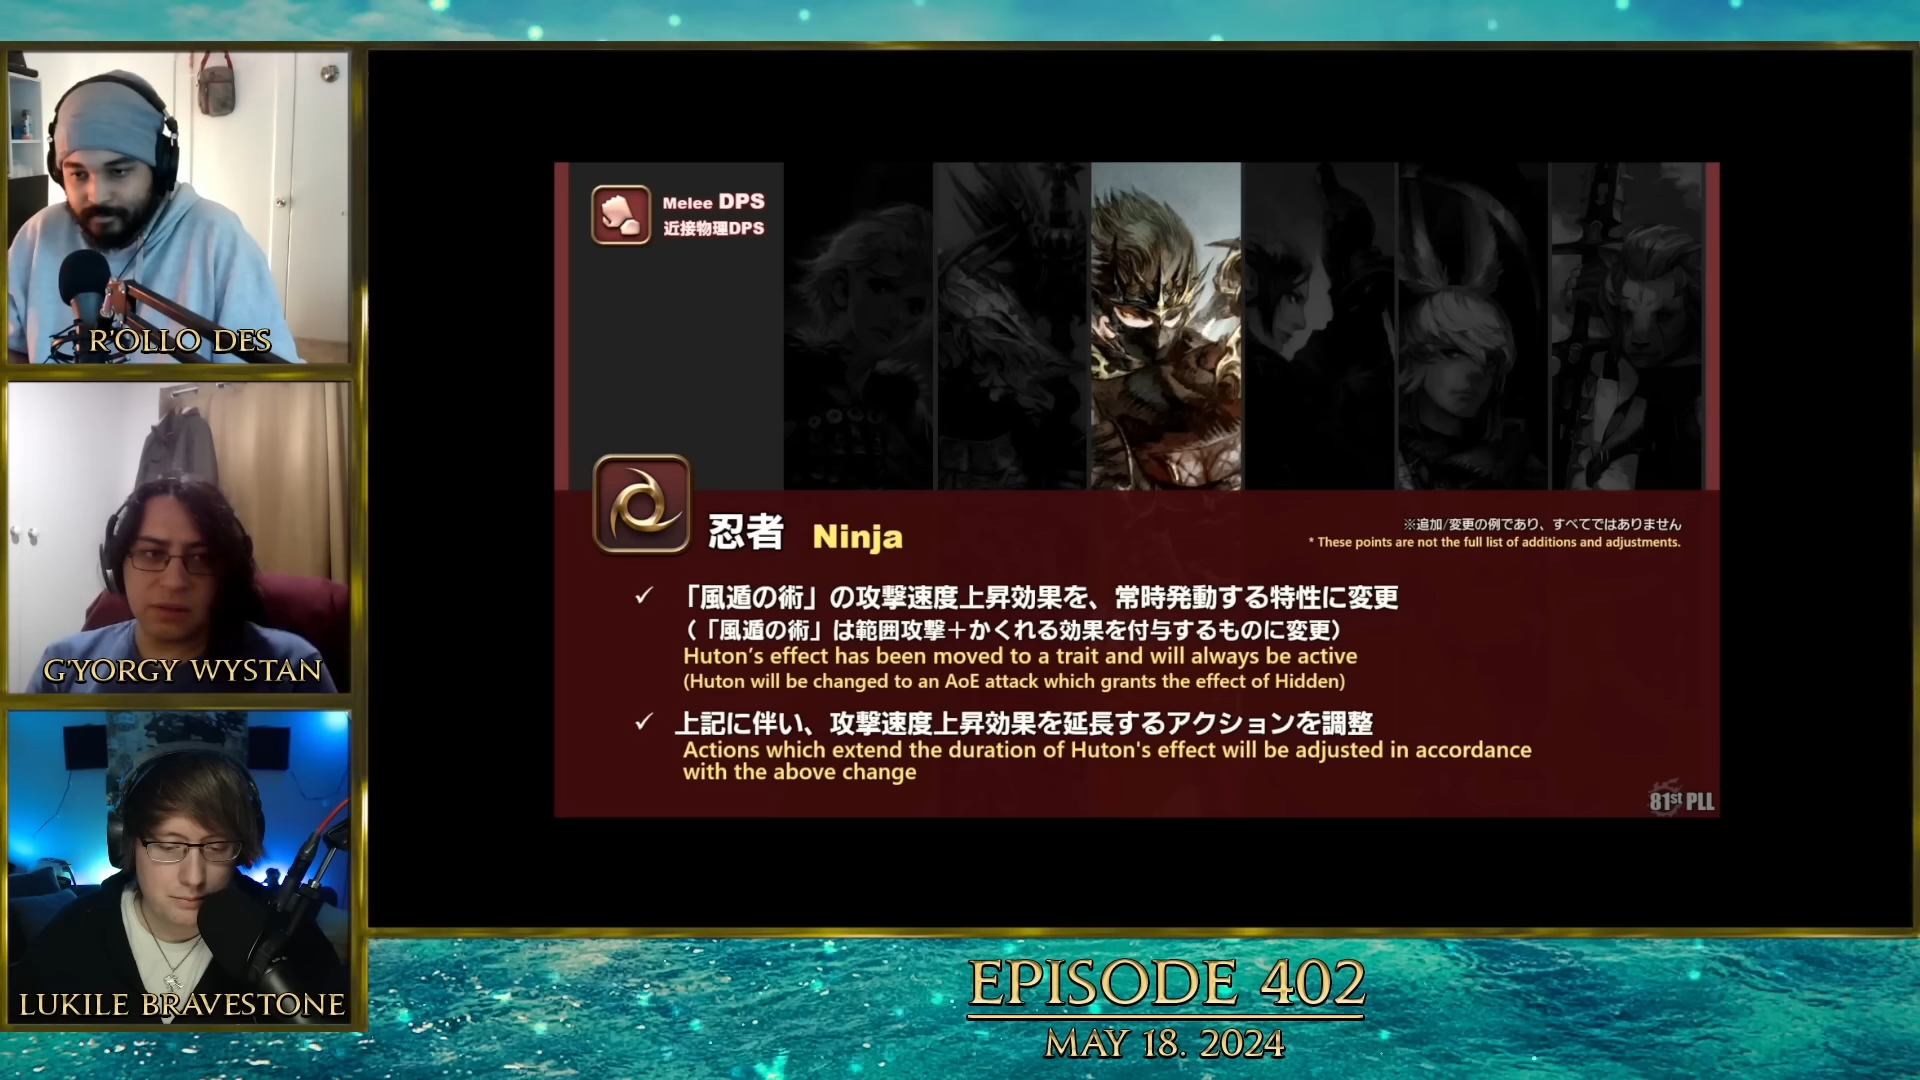 R'OLLO DES
G'YORGY WYSTAN
LUKILE BRAVESTONE
Melee DPS
近接物理DPS
忍者 Ninja
※追加/変更の例であり、すべてではありません
* These points are not the full list of additions and adjustments.
✓ 「風遁の術」の攻撃速度上昇効果を、常時発動する特性に変更
（「風遁の術」は範囲攻撃＋かくれる効果を付与するものに変更）
Huton's effect has been moved to a trait and will always be active
(Huton will be changed to an AoE attack which grants the effect of Hidden)
✓ 上記に伴い、攻撃速度上昇効果を延長するアクションを調整
Actions which extend the duration of Huton's effect will be adjusted in accordance
with the above change
81st PLL
EPISODE 402
MAY 18. 2024